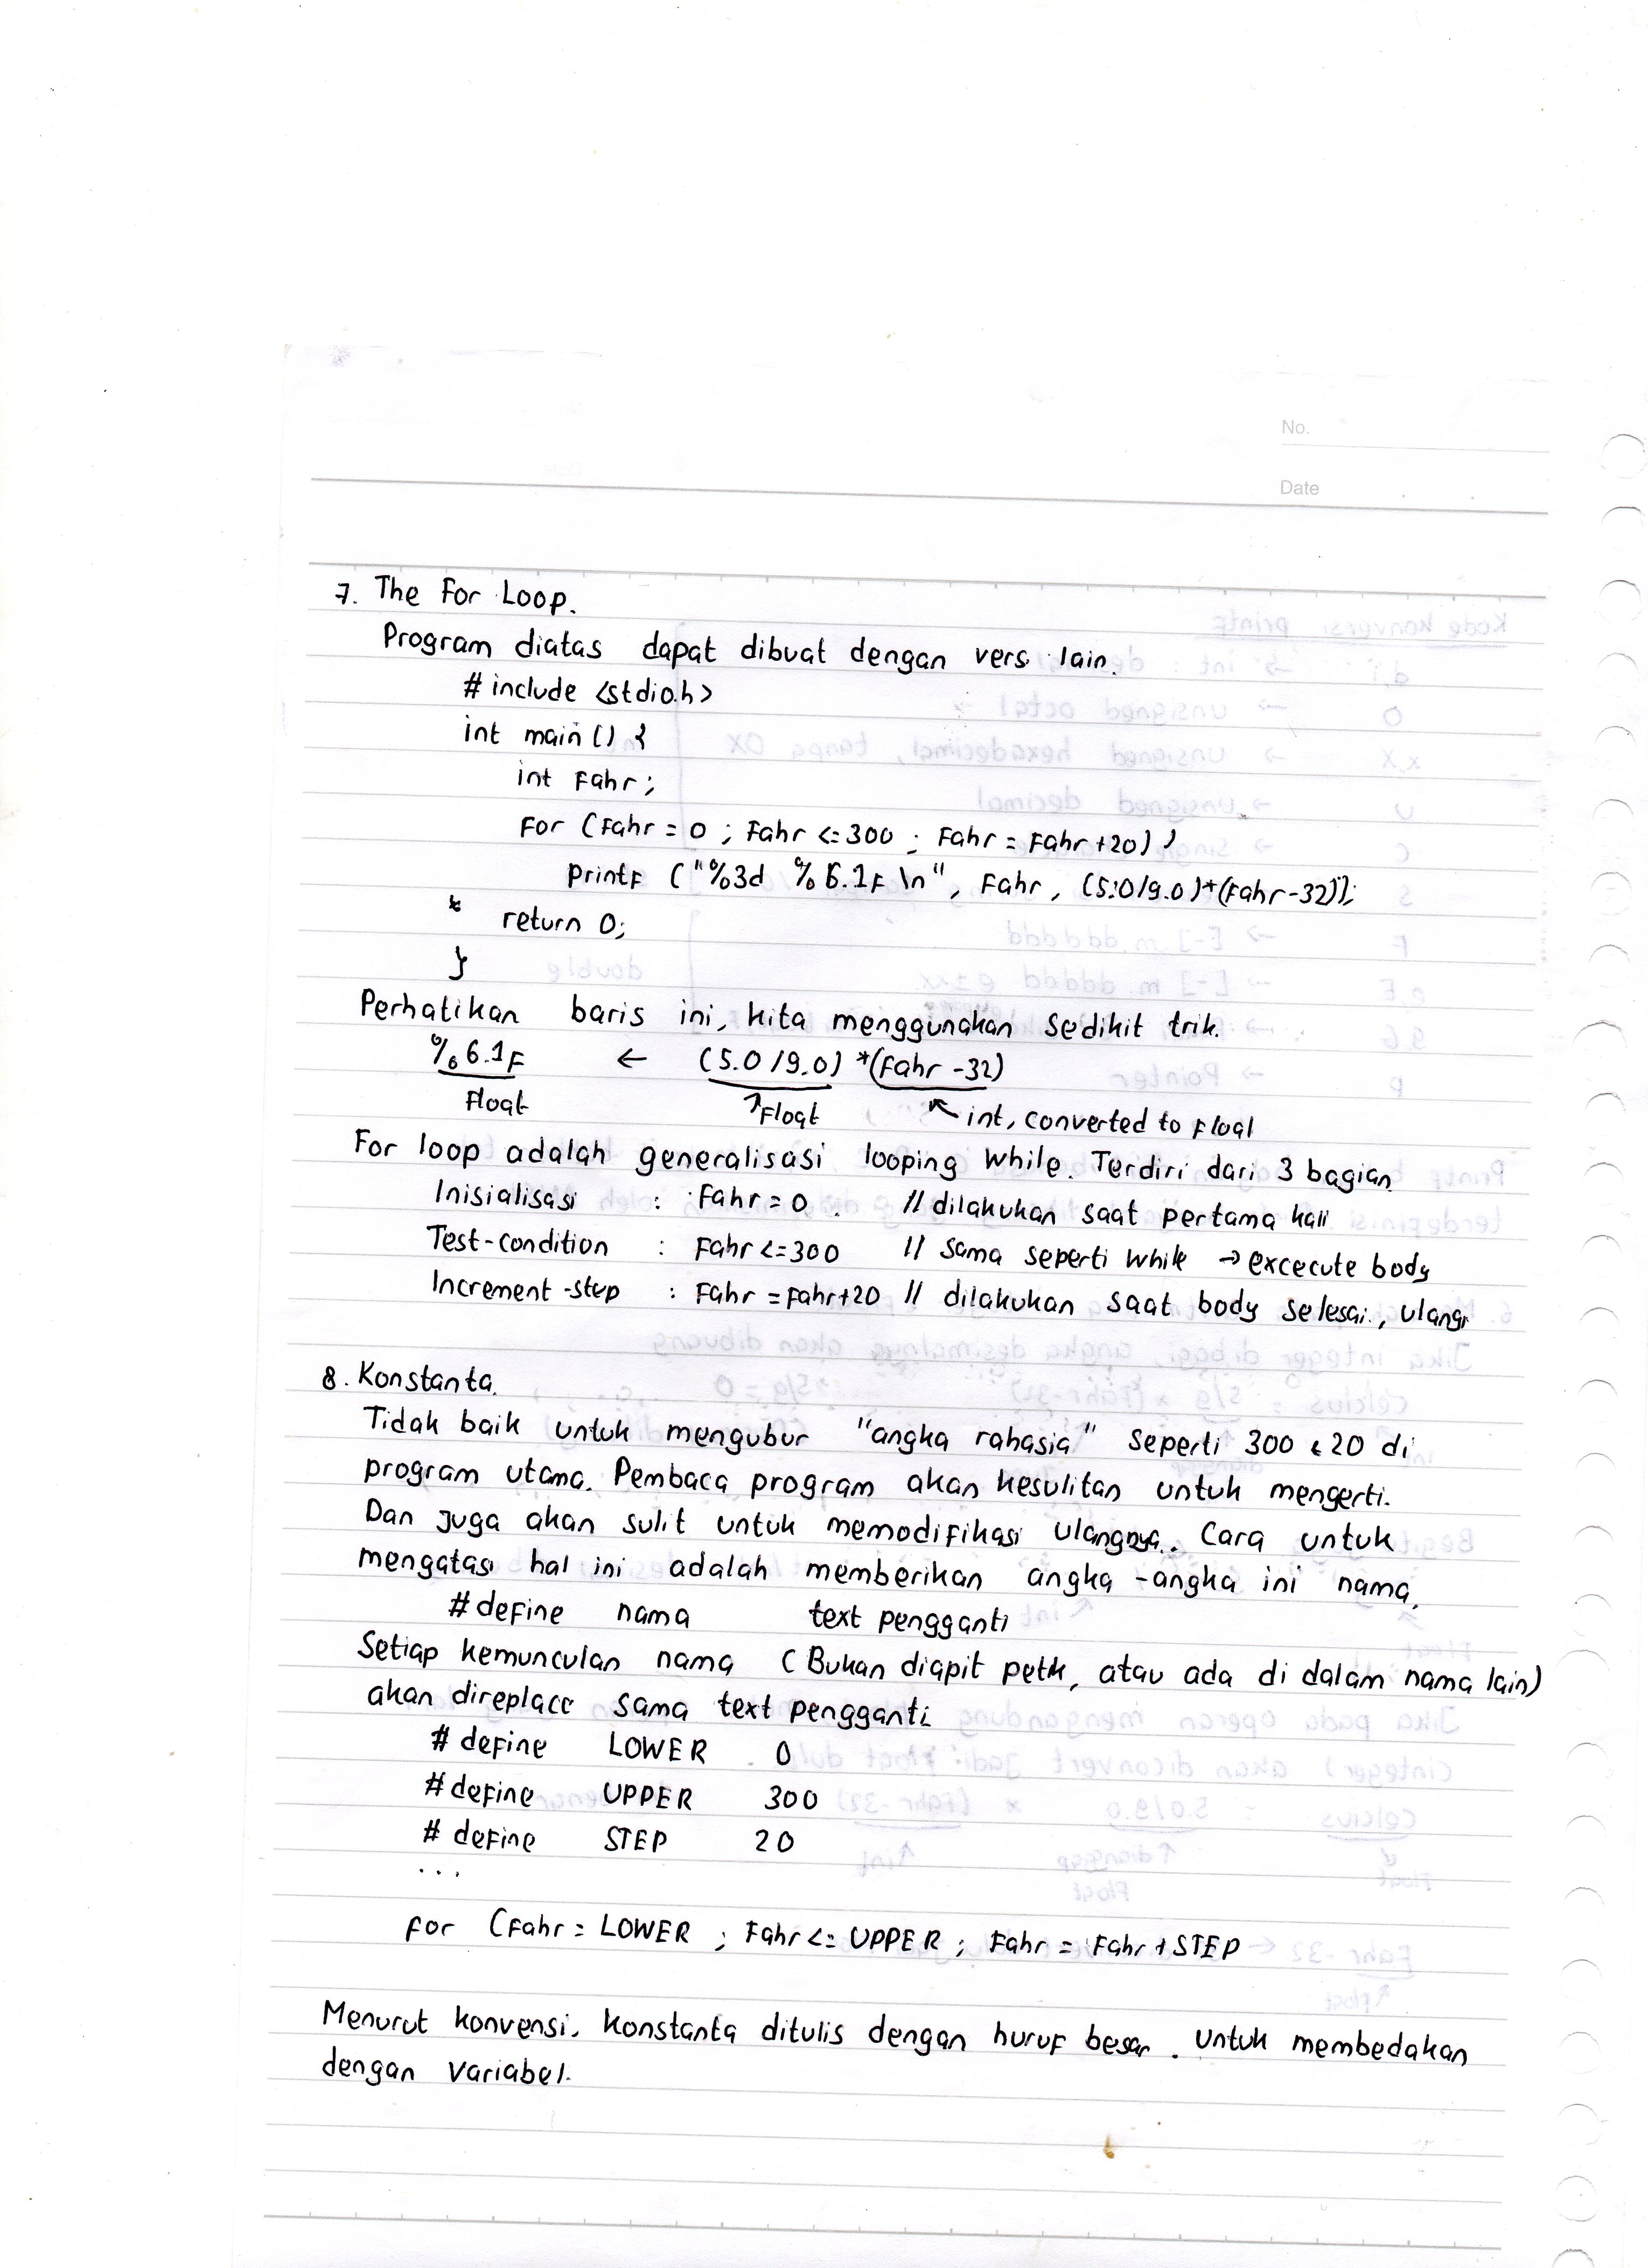 No.
Date
7. The For Loop.
Program diatas dapat dibuat dengan vers lain.
# include <stdio.h>
int main () {
int Fahr;
For (Fahr = 0 ; Fahr <= 300 ; Fahr = Fahr +20) )
printf ("%3d %6.1F \n", Fahr, (5.0/9.0)*(Fahr-32));
* return 0;
}
Perhatikan baris ini, kita menggunakan sedikit trik.
%6.1F ← (5.0/9.0) *(Fahr -32)
Float ↑Float ↖ int, converted to Float
For loop adalah generalisasi looping while. Terdiri dari 3 bagian
Inisialisasi : Fahr = 0 . // dilakukan saat pertama kali
Test-condition : Fahr <= 300 // sama seperti while → excecute body
Increment-step : Fahr = Fahr+20 // dilakukan saat body selesai, ulangi
8. Konstanta.
Tidak baik untuk mengubur "angka rahasia" seperti 300 & 20 di
program utama. Pembaca program akan kesulitan untuk mengerti.
Dan juga akan sulit untuk memodifikasi ulangnya. Cara untuk
mengatasi hal ini adalah memberikan angka -angka ini nama.
# define nama text pengganti
Setiap kemunculan nama (Bukan diapit petik, atau ada di dalam nama lain)
akan direplace sama text pengganti
# define LOWER 0
# define UPPER 300
# define STEP 20
...
For (Fahr = LOWER ; Fahr <= UPPER ; Fahr = Fahr + STEP
Menurut konvensi, konstanta ditulis dengan huruf besar. Untuk membedakan
dengan variabel.